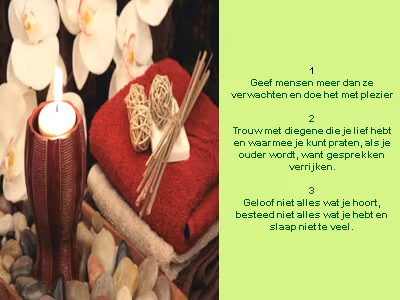 1
Geef mensen meer dan ze
verwachten en doe het met plezier
2
Trouw met diegene die je lief hebt
en waarmee je kunt praten, als je
ouder wordt, want gesprekken
verrijken.
3
Geloof niet alles wat je hoort,
besteed niet alles wat je hebt en
slaap niet te veel.